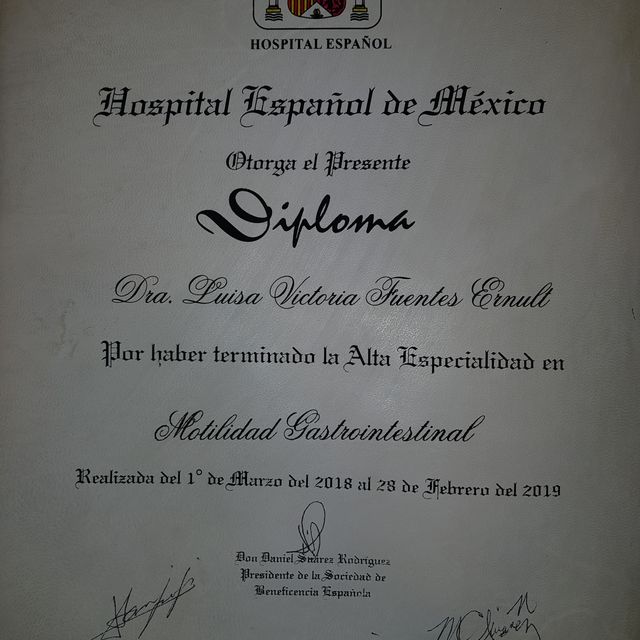 HOSPITAL ESPAÑOL
Hospital Español de México
Otorga el Presente
Diploma
Dra. Luisa Victoria Fuentes Ernult
Por haber terminado la Alta Especialidad en
Motilidad Gastrointestinal
Realizada del 1° de Marzo del 2018 al 28 de Febrero del 2019
Don Daniel Suárez Rodríguez
Presidente de la Sociedad de
Beneficencia Española